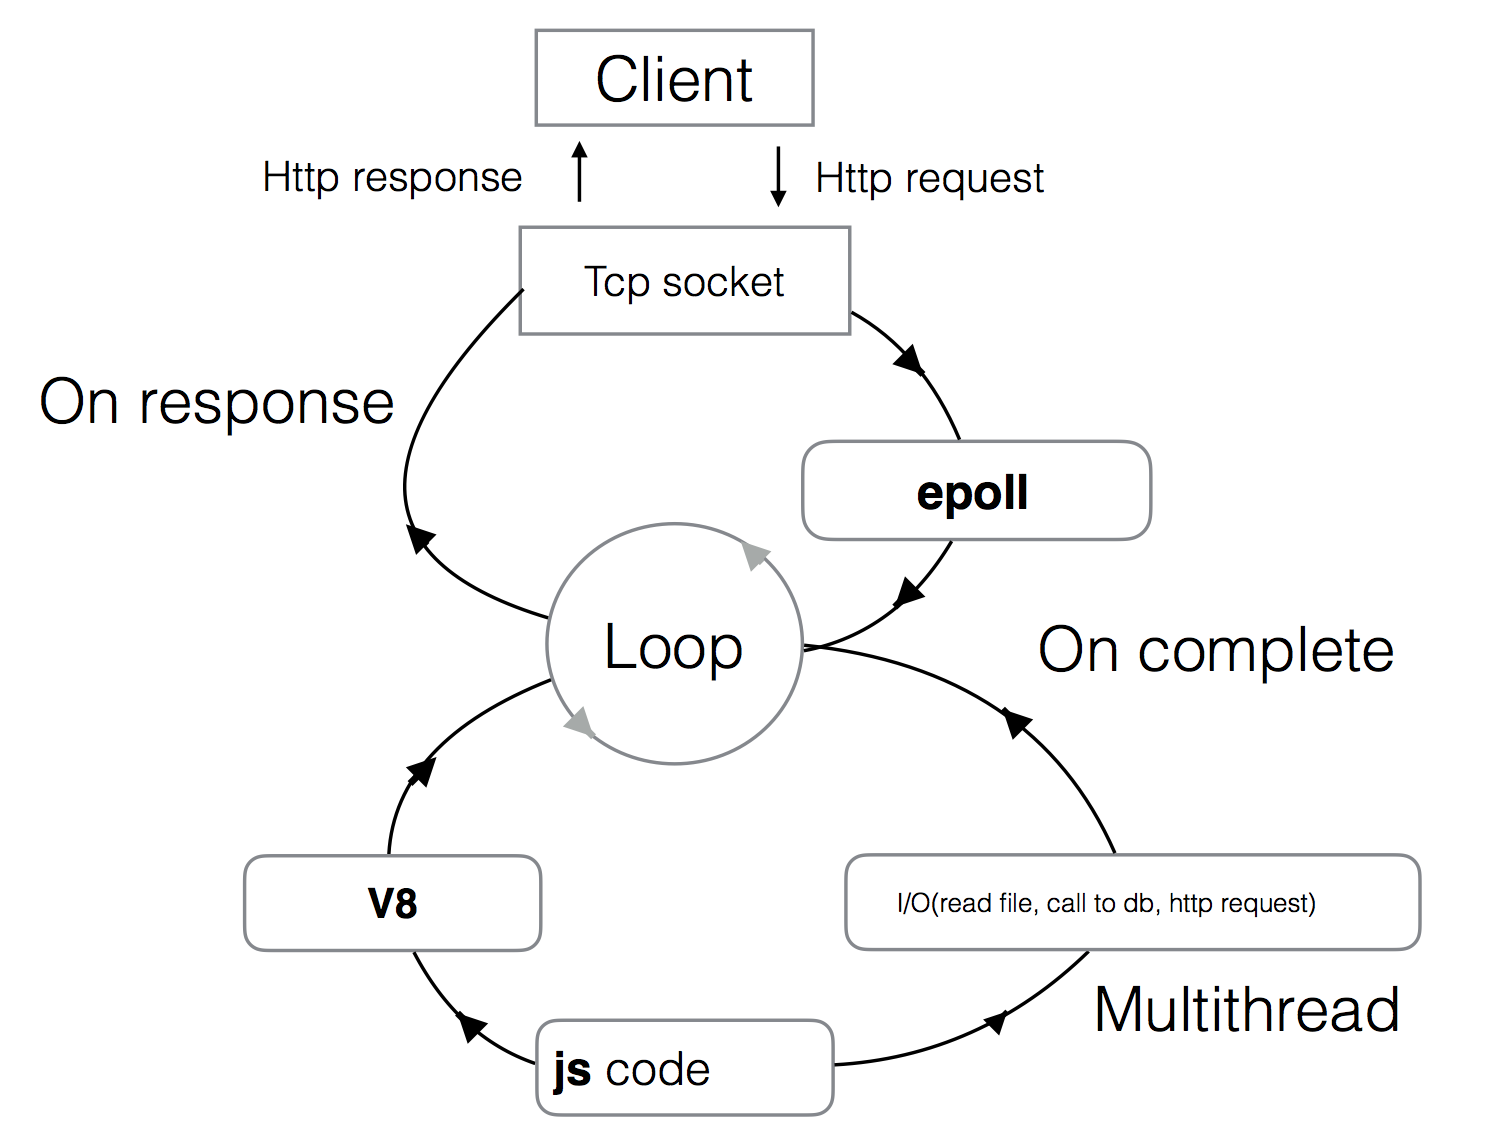 Client
Http response
Http request
Tcp socket
On response
epoll
Loop
On complete
V8
I/O(read file, call to db, http request)
Multithread
js code